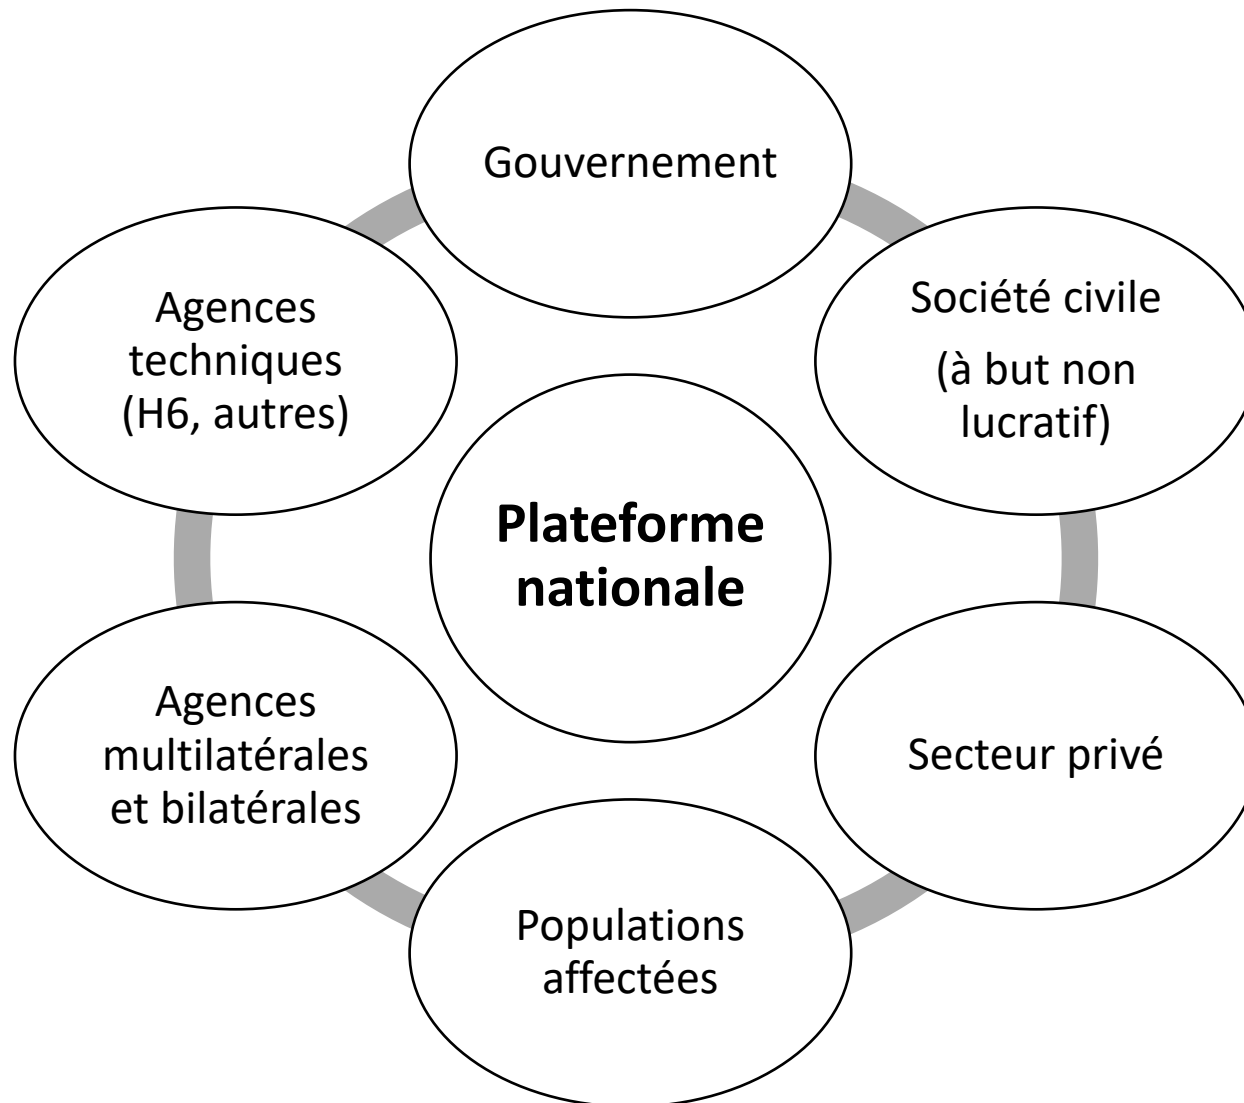 Gouvernement
Société civile
(à but non
lucratif)
Agences
techniques
(H6, autres)
Plateforme
nationale
Secteur privé
Agences
multilatérales
et bilatérales
Populations
affectées